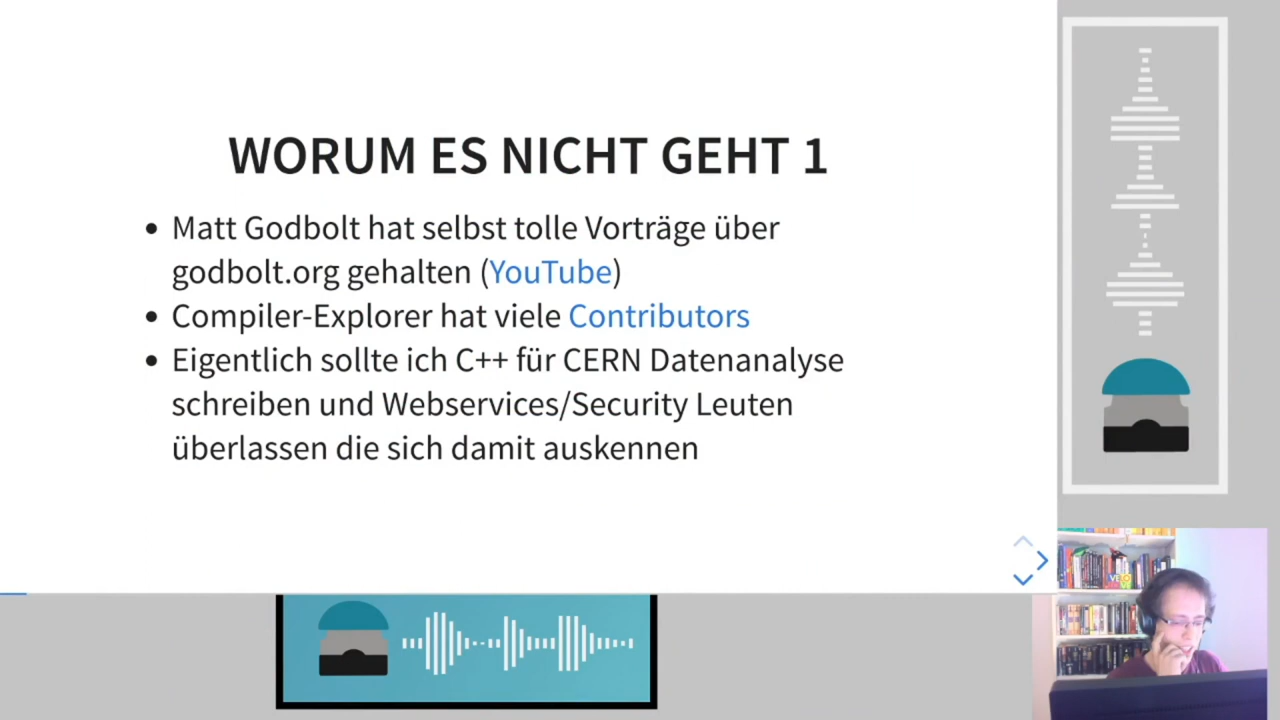 WORUM ES NICHT GEHT 1
• Matt Godbolt hat selbst tolle Vorträge über
godbolt.org gehalten (YouTube)
• Compiler-Explorer hat viele Contributors
• Eigentlich sollte ich C++ für CERN Datenanalyse
schreiben und Webservices/Security Leuten
überlassen die sich damit auskennen